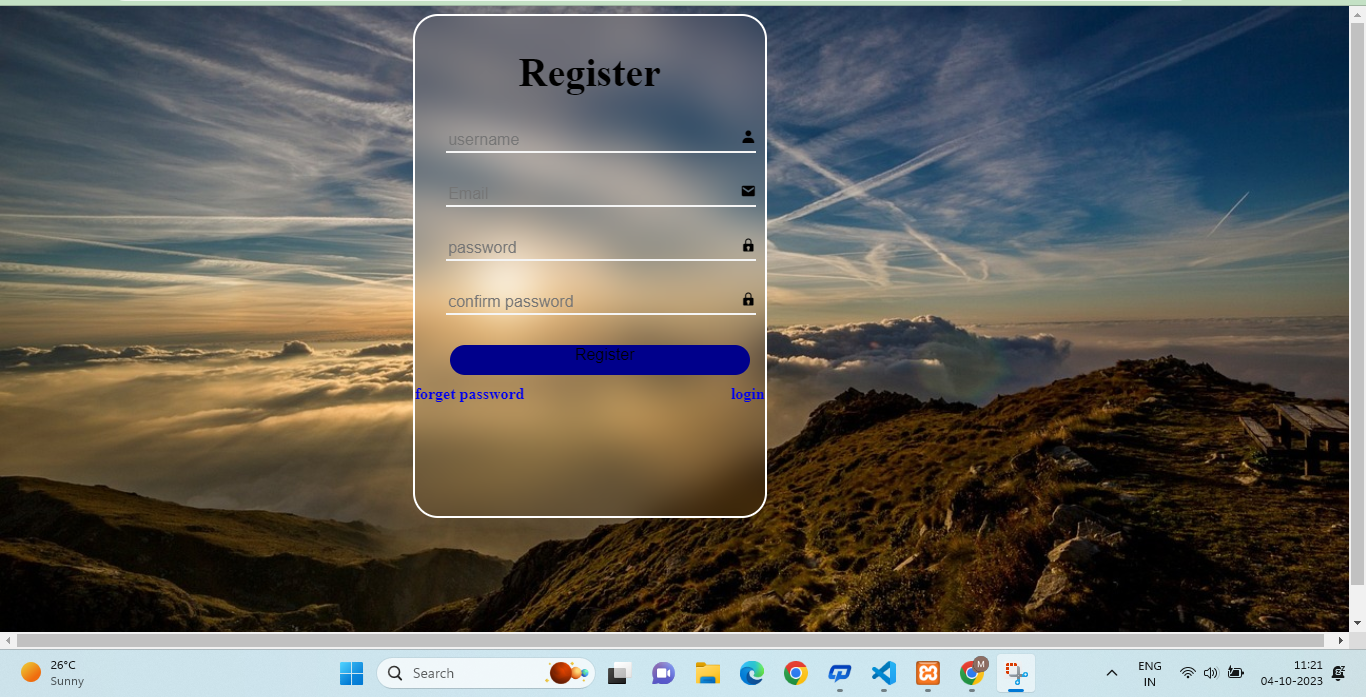 Register
username
Email
password
confirm password
Register
forget password
login
26°C
Sunny
Search
M
ENG
IN
11:21
04-10-2023